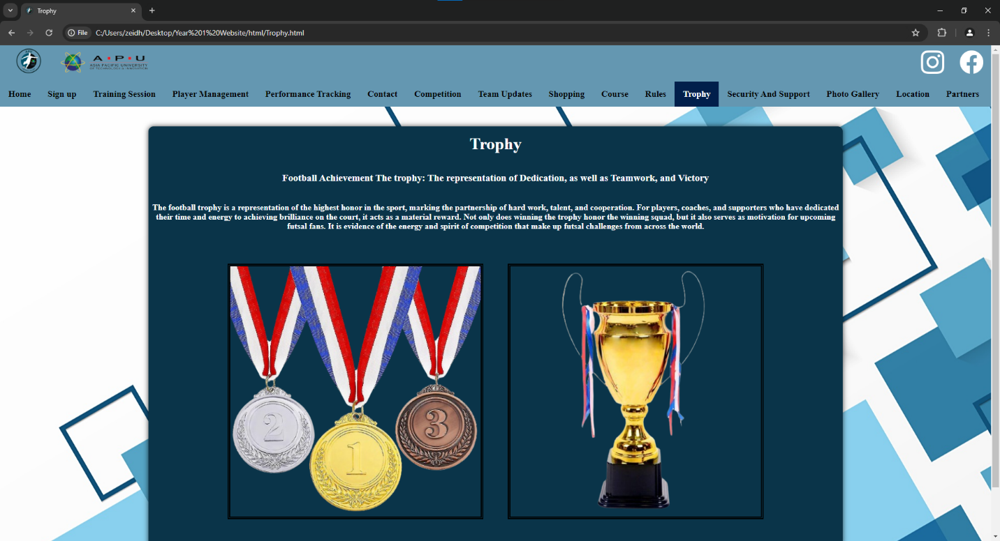 Trophy
File
C:/Users/zeidh/Desktop/Year%201%20Website/html/Trophy.html
A·P·U
ASIA PACIFIC UNIVERSITY
OF TECHNOLOGY & INNOVATION
Home Sign up Training Session Player Management Performance Tracking Contact Competition Team Updates Shopping Course Rules Trophy Security And Support Photo Gallery Location Partners
Trophy
Football Achievement The trophy: The representation of Dedication, as well as Teamwork, and Victory
The football trophy is a representation of the highest honor in the sport, marking the partnership of hard work, talent, and cooperation. For players, coaches, and supporters who have dedicated
their time and energy to achieving brilliance on the court, it acts as a material reward. Not only does winning the trophy honor the winning squad, but it also serves as motivation for upcoming
futsal fans. It is evidence of the energy and spirit of competition that make up futsal challenges from across the world.
2
1
3